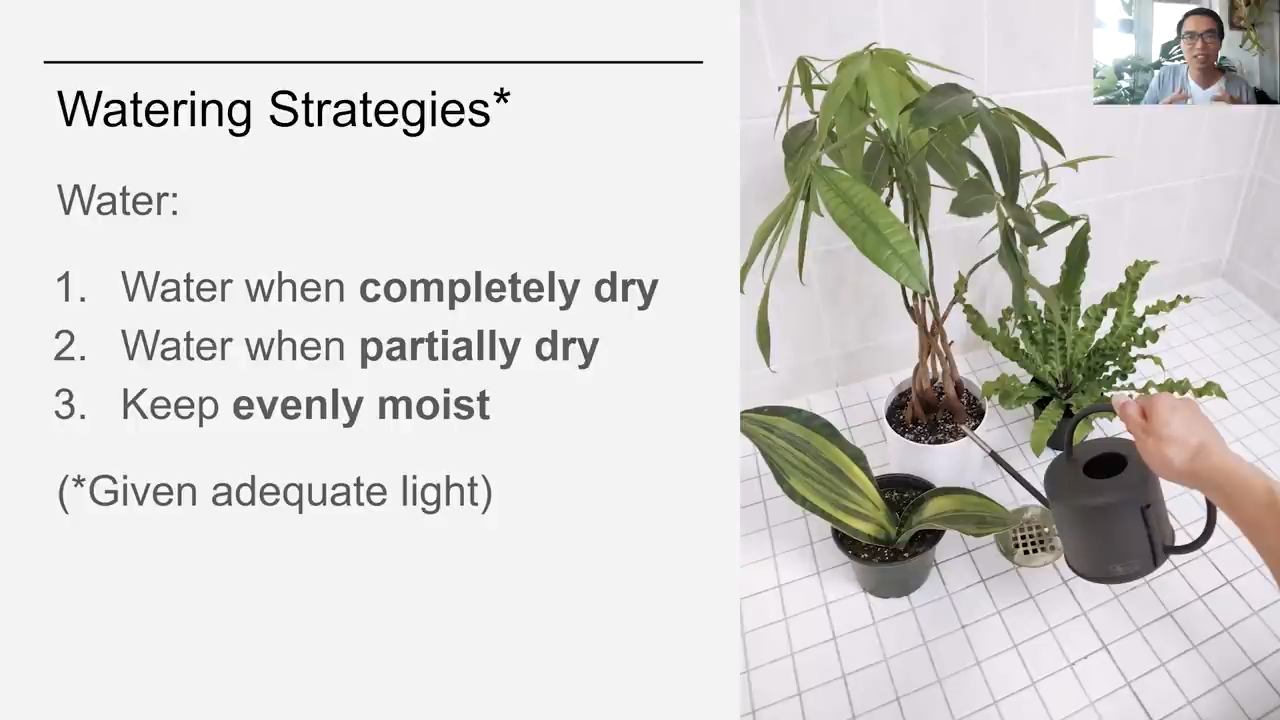 Watering Strategies*
Water:
1. Water when completely dry
2. Water when partially dry
3. Keep evenly moist
(*Given adequate light)